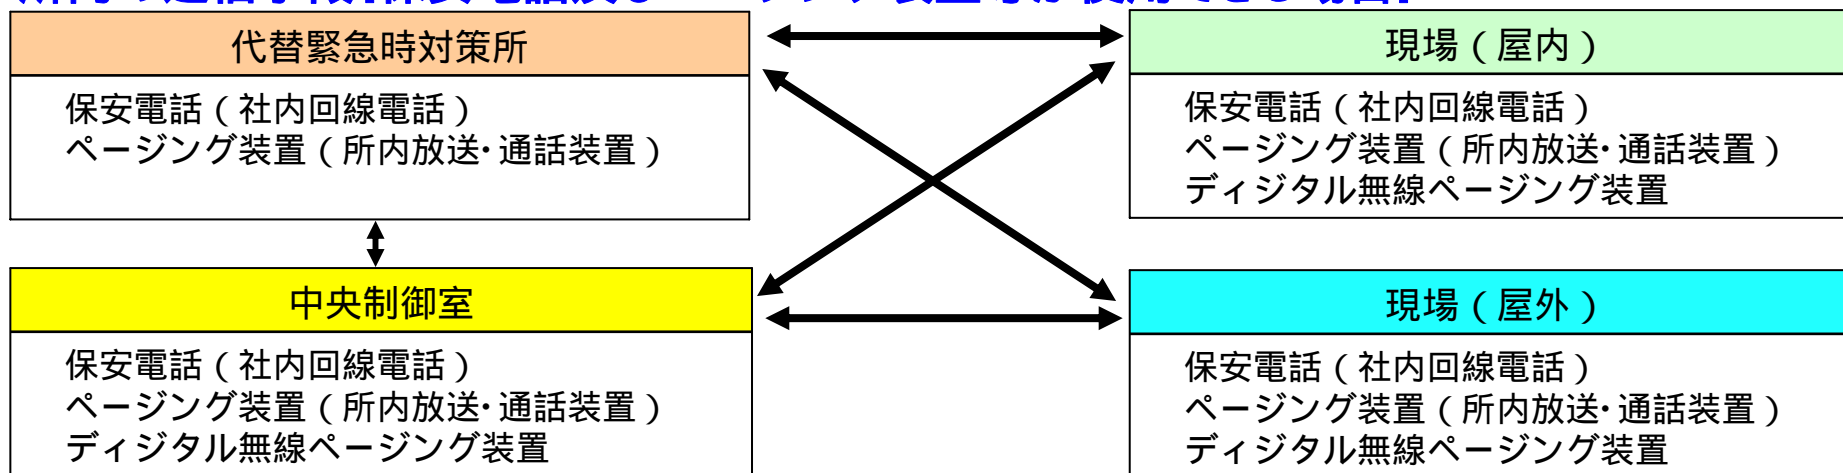 代替緊急時対策所
保安電話(社内回線電話)
ページング装置(所内放送・通話装置)
現場(屋内)
保安電話(社内回線電話)
ページング装置(所内放送・通話装置)
ディジタル無線ページング装置
中央制御室
保安電話(社内回線電話)
ページング装置(所内放送・通話装置)
ディジタル無線ページング装置
現場(屋外)
保安電話(社内回線電話)
ページング装置(所内放送・通話装置)
ディジタル無線ページング装置